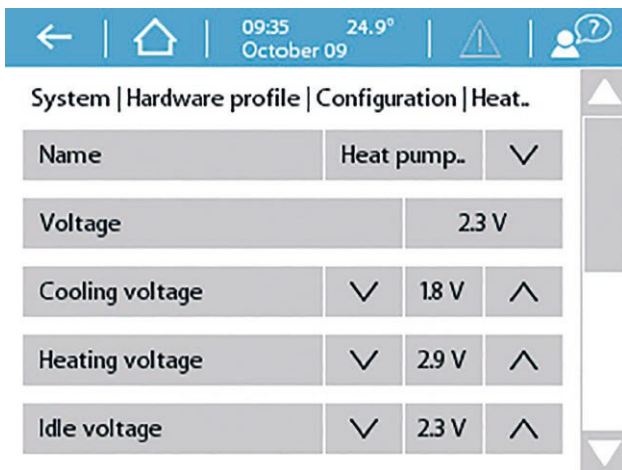 09:35 24.9°
October 09
?
System | Hardware profile | Configuration | Heat..
Name Heat pump..
Voltage 2.3 V
Cooling voltage 1.8 V
Heating voltage 2.9 V
Idle voltage 2.3 V